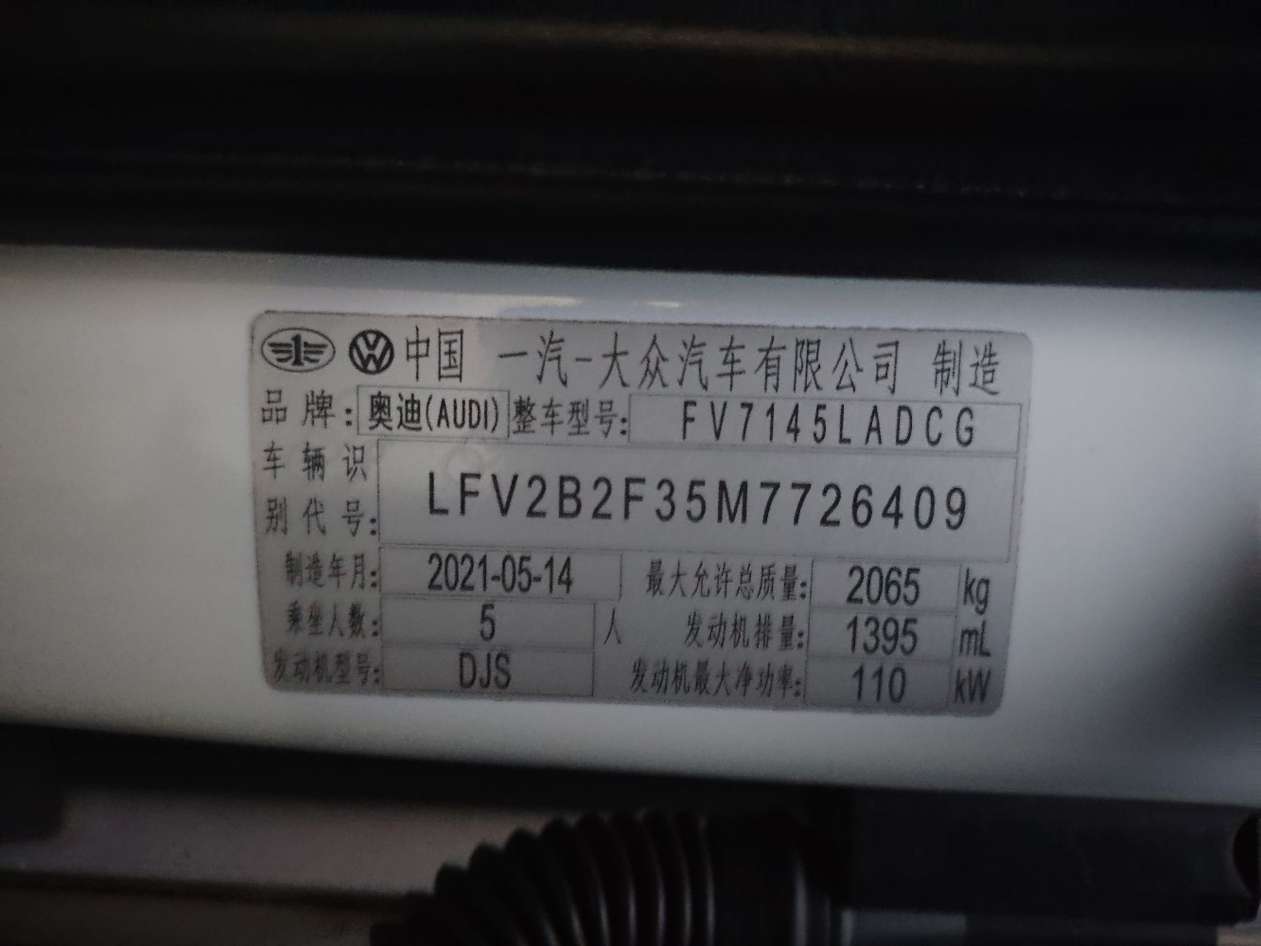 中国 一汽-大众汽车有限公司 制造
品牌: 奥迪(AUDI) 整车型号: FV7145LADCG
车辆识别代号: LFV2B2F35M7726409
制造年月: 2021-05-14 最大允许总质量: 2065 kg
乘坐人数: 5 人 发动机排量: 1395 mL
发动机型号: DJS 发动机最大净功率: 110 kW